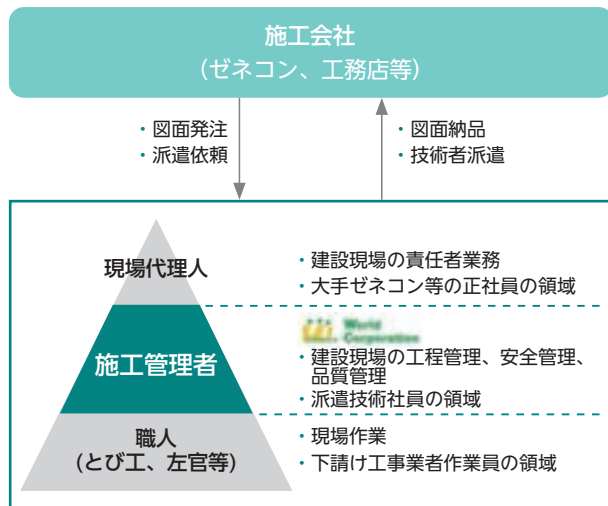 施工会社
(ゼネコン、工務店等)
・図面発注
・派遣依頼
・図面納品
・技術者派遣
現場代理人
・建設現場の責任者業務
・大手ゼネコン等の正社員の領域
World
Corporation
施工管理者
・建設現場の工程管理、安全管理、
品質管理
・派遣技術社員の領域
職人
(とび工、左官等)
・現場作業
・下請け工事業者作業員の領域